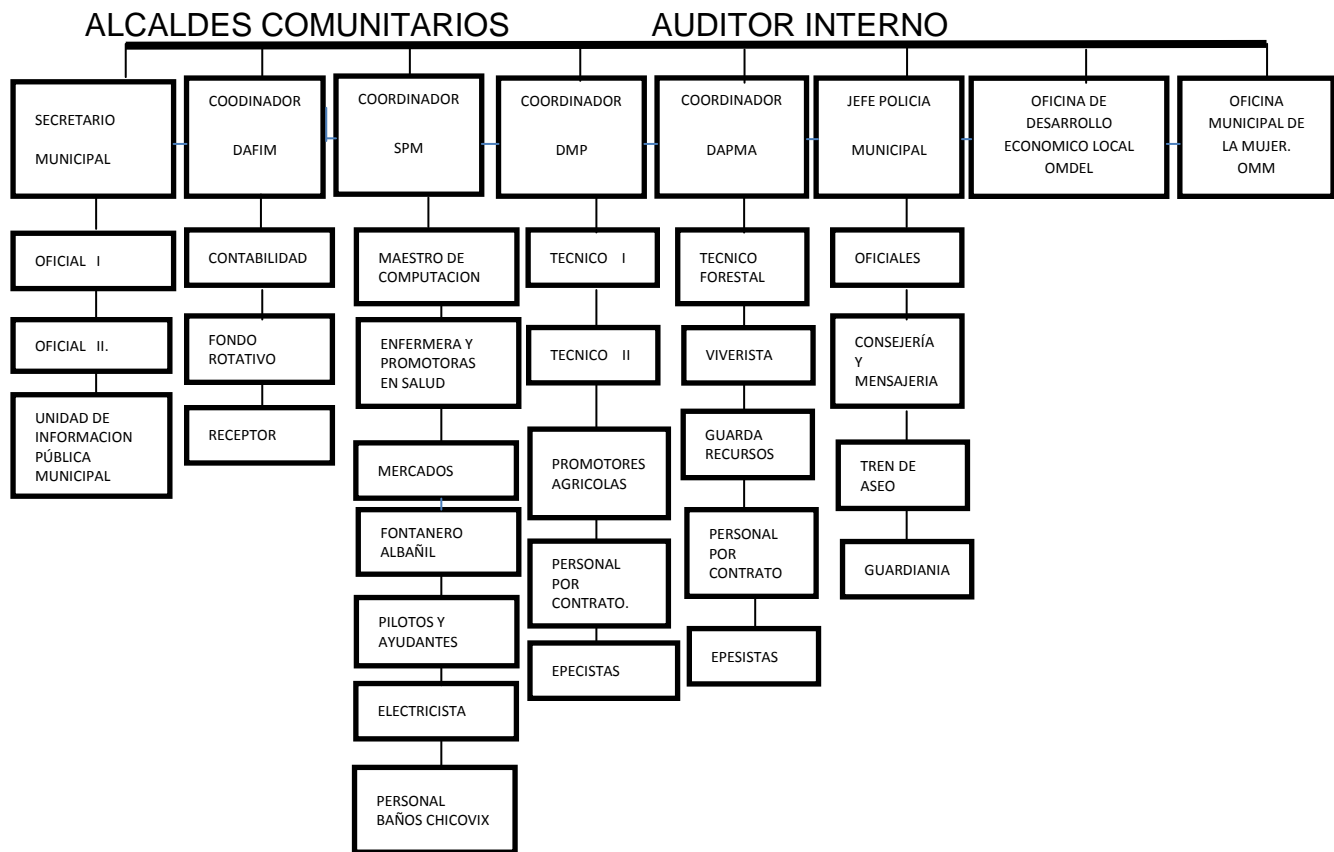 ALCALDES COMUNITARIOS AUDITOR INTERNO
SECRETARIO
MUNICIPAL
COODINADOR
DAFIM
COORDINADOR
SPM
COORDINADOR
DMP
COORDINADOR
DAPMA
JEFE POLICIA
MUNICIPAL
OFICINA DE
DESARROLLO
ECONOMICO LOCAL
OMDEL
OFICINA
MUNICIPAL DE
LA MUJER.
OMM
OFICIAL I
OFICIAL II.
UNIDAD DE
INFORMACION
PÚBLICA
MUNICIPAL
CONTABILIDAD
FONDO
ROTATIVO
RECEPTOR
MAESTRO DE
COMPUTACION
ENFERMERA Y
PROMOTORAS
EN SALUD
MERCADOS
FONTANERO
ALBAÑIL
PILOTOS Y
AYUDANTES
ELECTRICISTA
PERSONAL
BAÑOS CHICOVIX
TECNICO I
TECNICO II
PROMOTORES
AGRICOLAS
PERSONAL
POR
CONTRATO.
EPECISTAS
TECNICO
FORESTAL
VIVERISTA
GUARDA
RECURSOS
PERSONAL
POR
CONTRATO
EPESISTAS
OFICIALES
CONSEJERÍA
Y
MENSAJERIA
TREN DE
ASEO
GUARDIANIA